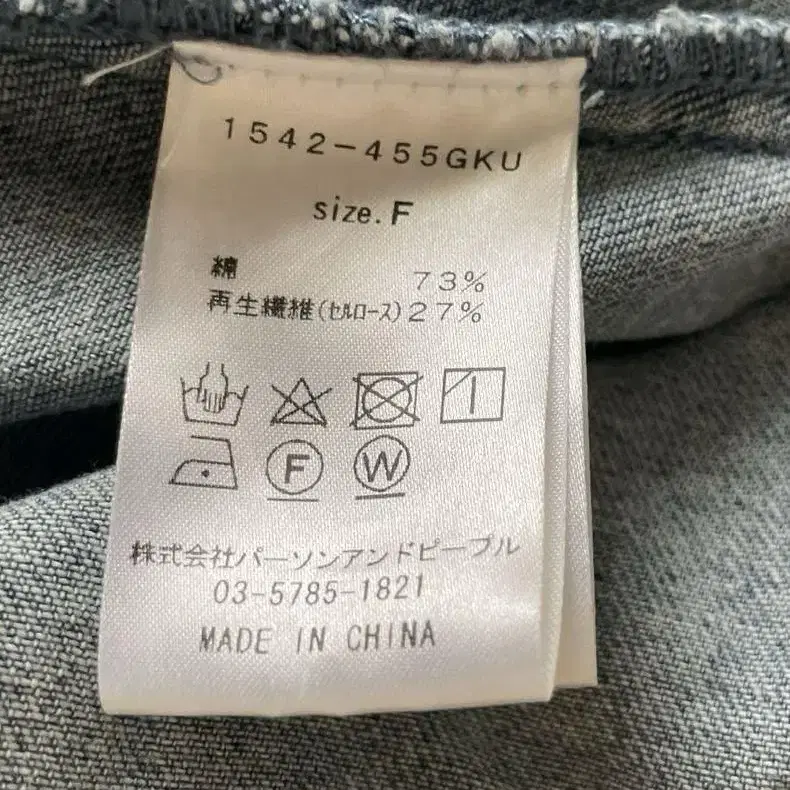 1542-455GKU
size.F
綿 73%
再生繊維(ｾﾙﾛｰｽ) 27%
F W
株式会社パーソンアンドピープル
03-5785-1821
MADE IN CHINA